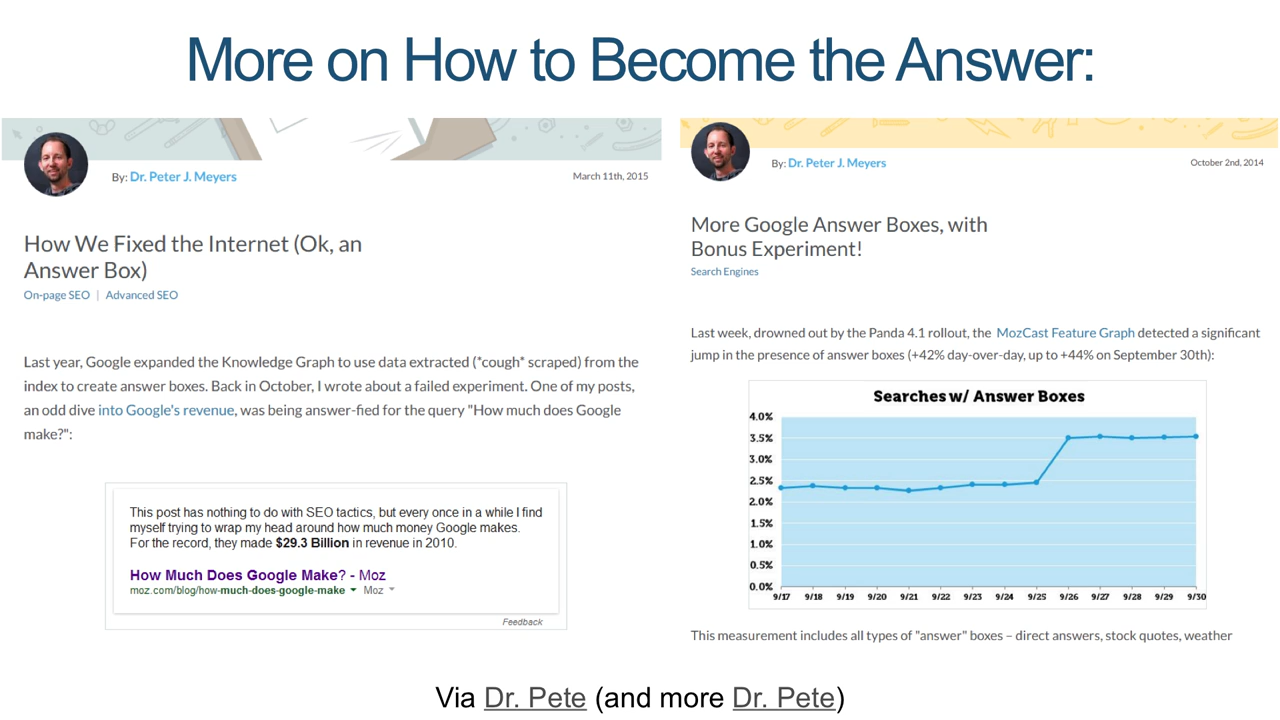 More on How to Become the Answer:
By: Dr. Peter J. Meyers
March 11th, 2015
How We Fixed the Internet (Ok, an
Answer Box)
On-page SEO | Advanced SEO
Last year, Google expanded the Knowledge Graph to use data extracted (*cough* scraped) from the
index to create answer boxes. Back in October, I wrote about a failed experiment. One of my posts,
an odd dive into Google's revenue, was being answer-fied for the query "How much does Google
make?":
This post has nothing to do with SEO tactics, but every once in a while I find
myself trying to wrap my head around how much money Google makes.
For the record, they made $29.3 Billion in revenue in 2010.
How Much Does Google Make? - Moz
moz.com/blog/how-much-does-google-make Moz
Feedback
By: Dr. Peter J. Meyers
October 2nd, 2014
More Google Answer Boxes, with
Bonus Experiment!
Search Engines
Last week, drowned out by the Panda 4.1 rollout, the MozCast Feature Graph detected a significant
jump in the presence of answer boxes (+42% day-over-day, up to +44% on September 30th):
Searches w/ Answer Boxes
4.0%
3.5%
3.0%
2.5%
2.0%
1.5%
1.0%
0.5%
0.0%
9/17 9/18 9/19 9/20 9/21 9/22 9/23 9/24 9/25 9/26 9/27 9/28 9/29 9/30
This measurement includes all types of "answer" boxes – direct answers, stock quotes, weather
Via Dr. Pete (and more Dr. Pete)